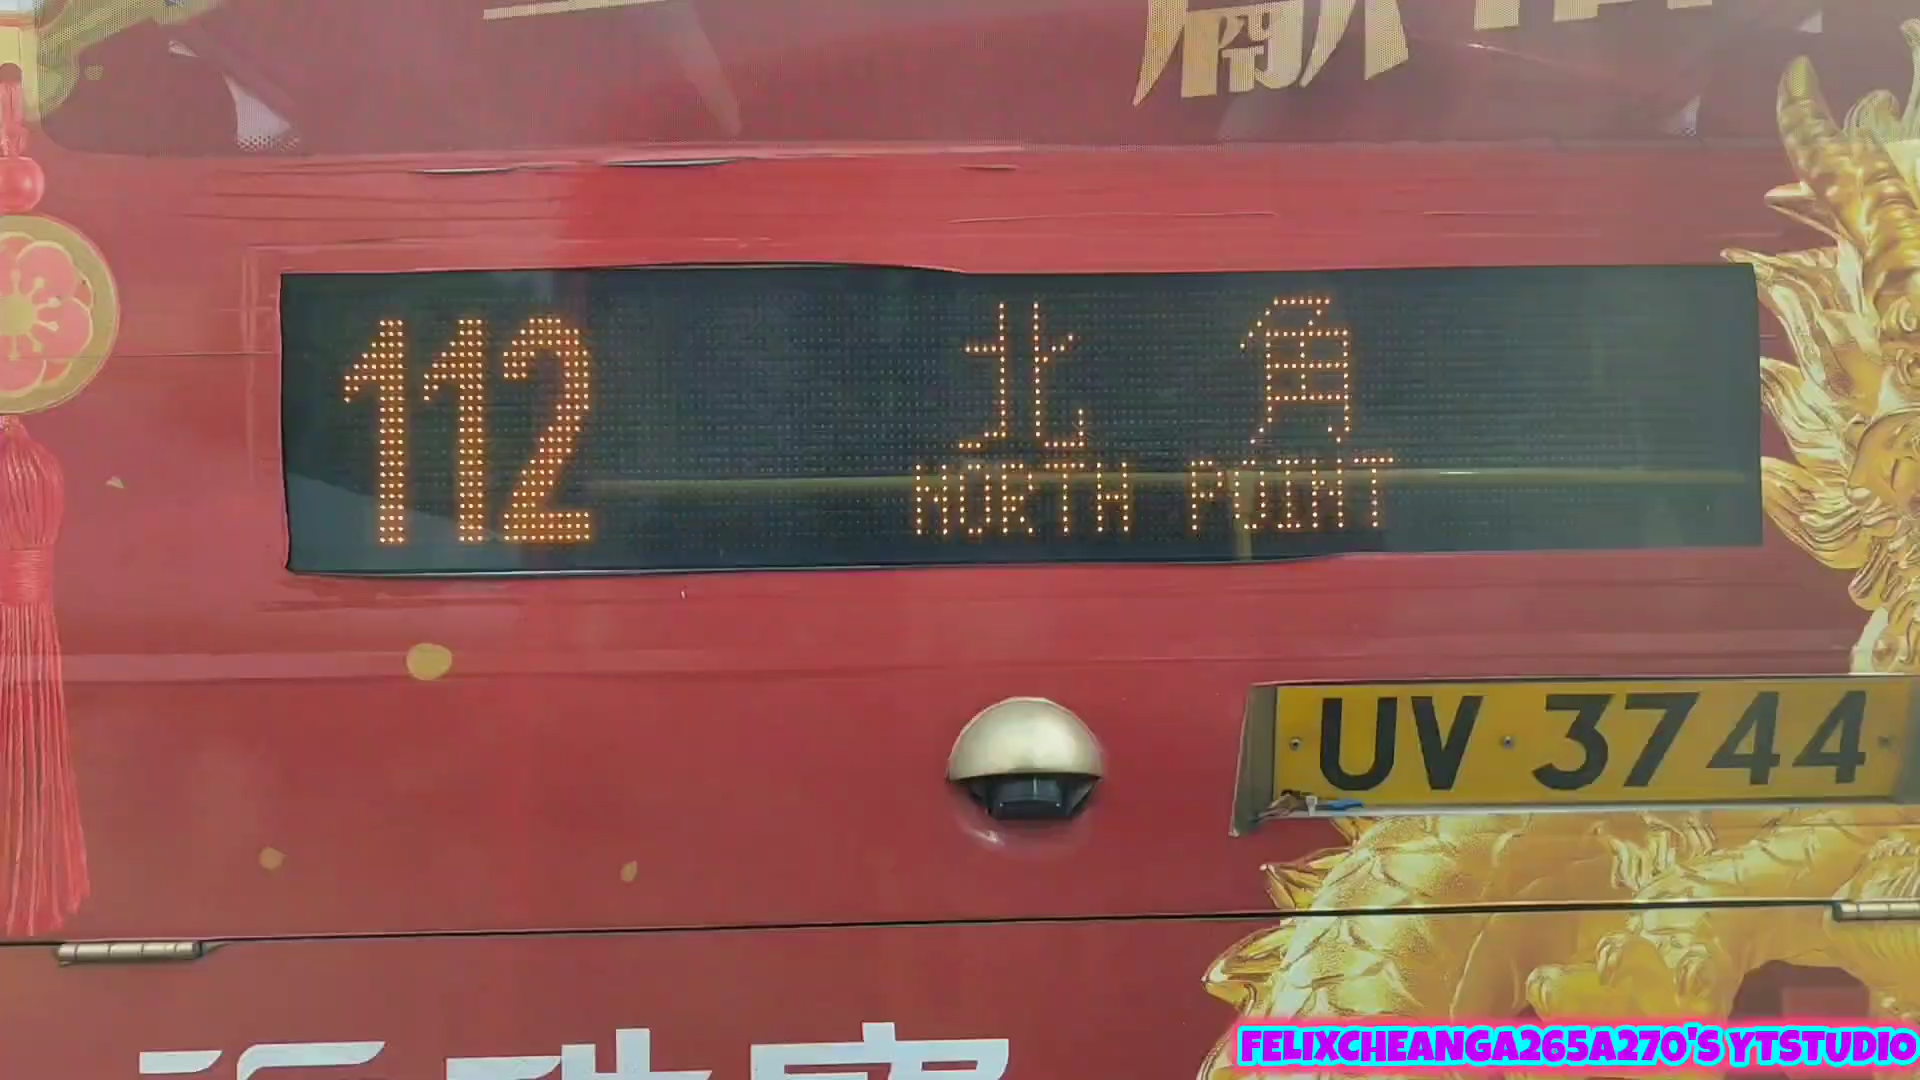 112 北角
NORTH POINT
UV 3744
FELIXCHEANGA265A270'S YTSTUDIO